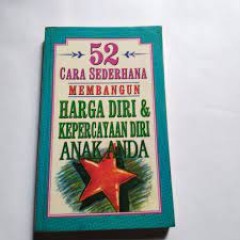 52
CARA SEDERHANA
MEMBANGUN
HARGA DIRI &
KEPERCAYAAN DIRI
ANAK ANDA